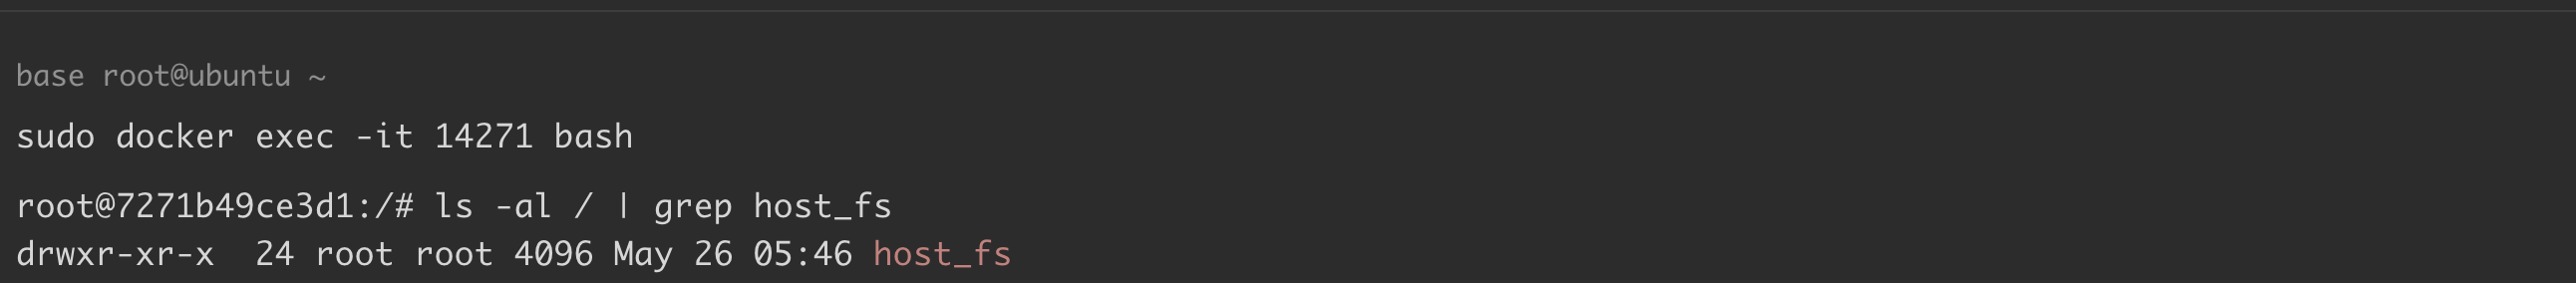 base root@ubuntu ~
sudo docker exec -it 14271 bash
root@7271b49ce3d1:/# ls -al / | grep host_fs
drwxr-xr-x  24 root root 4096 May 26 05:46 host_fs